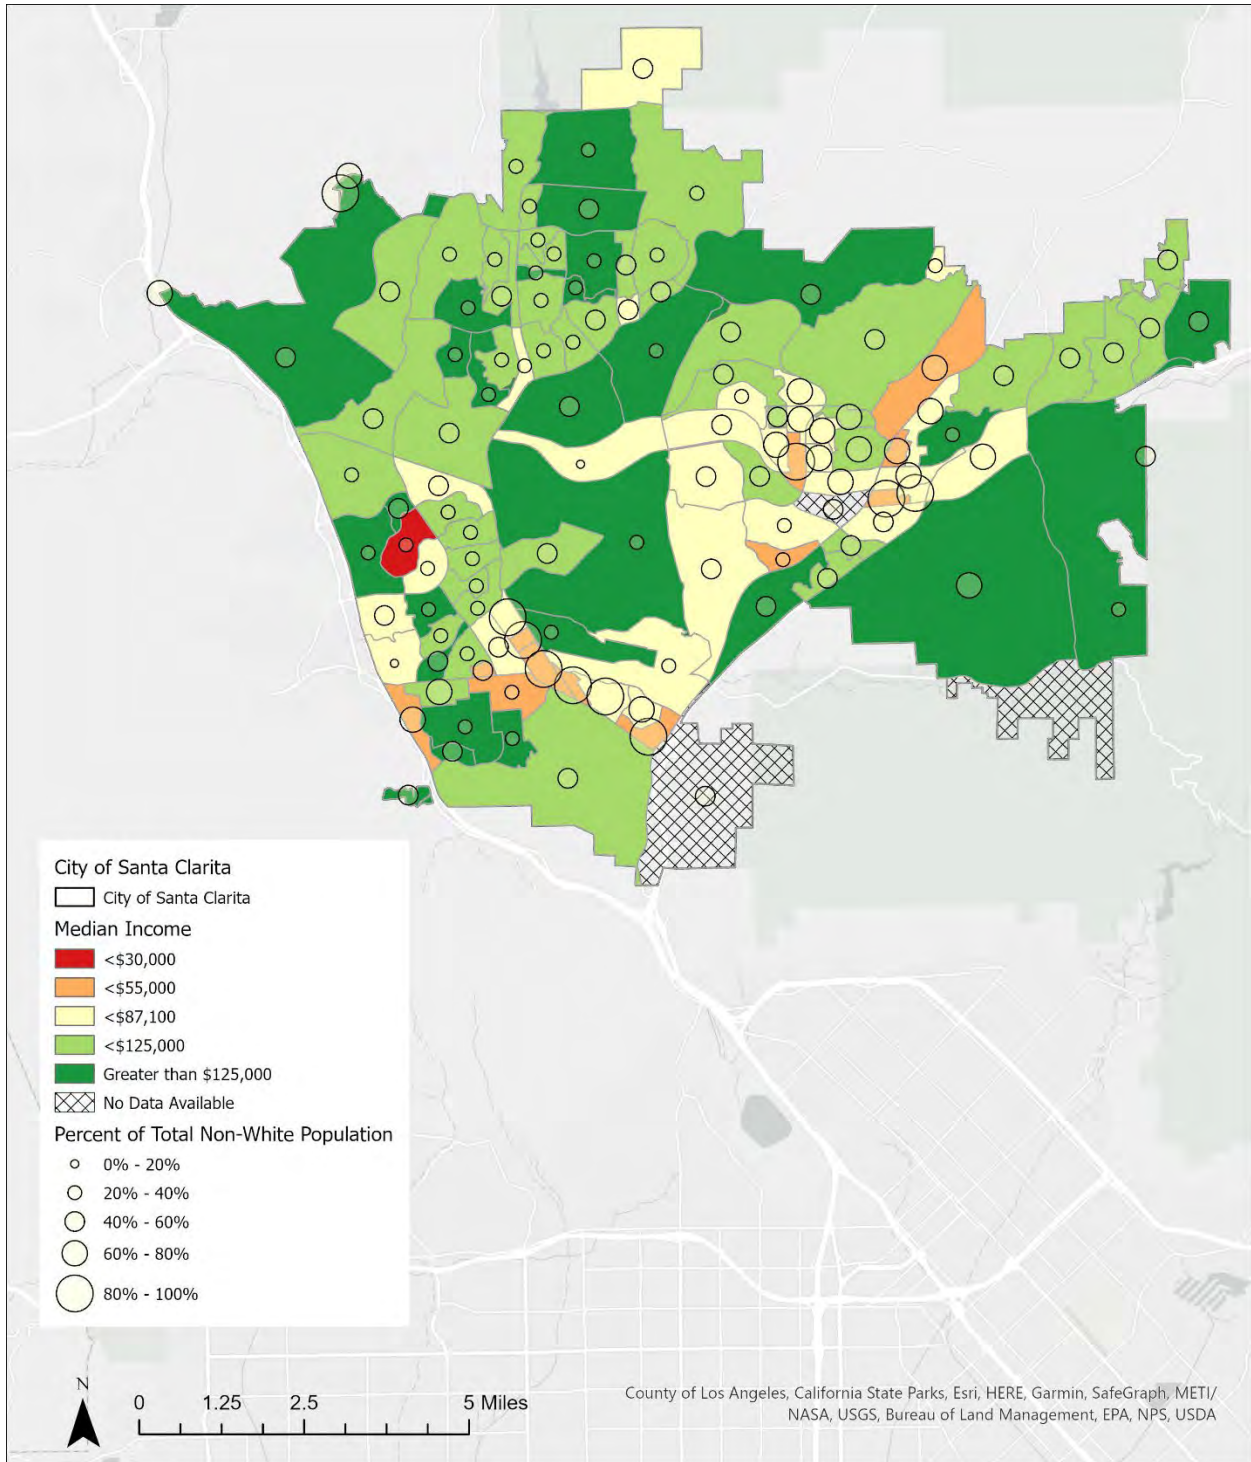 City of Santa Clarita
City of Santa Clarita
Median Income
<$30,000
<$55,000
<$87,100
<$125,000
Greater than $125,000
No Data Available
Percent of Total Non-White Population
0% - 20%
20% - 40%
40% - 60%
60% - 80%
80% - 100%
N
0 1.25 2.5 5 Miles
County of Los Angeles, California State Parks, Esri, HERE, Garmin, SafeGraph, METI/
NASA, USGS, Bureau of Land Management, EPA, NPS, USDA